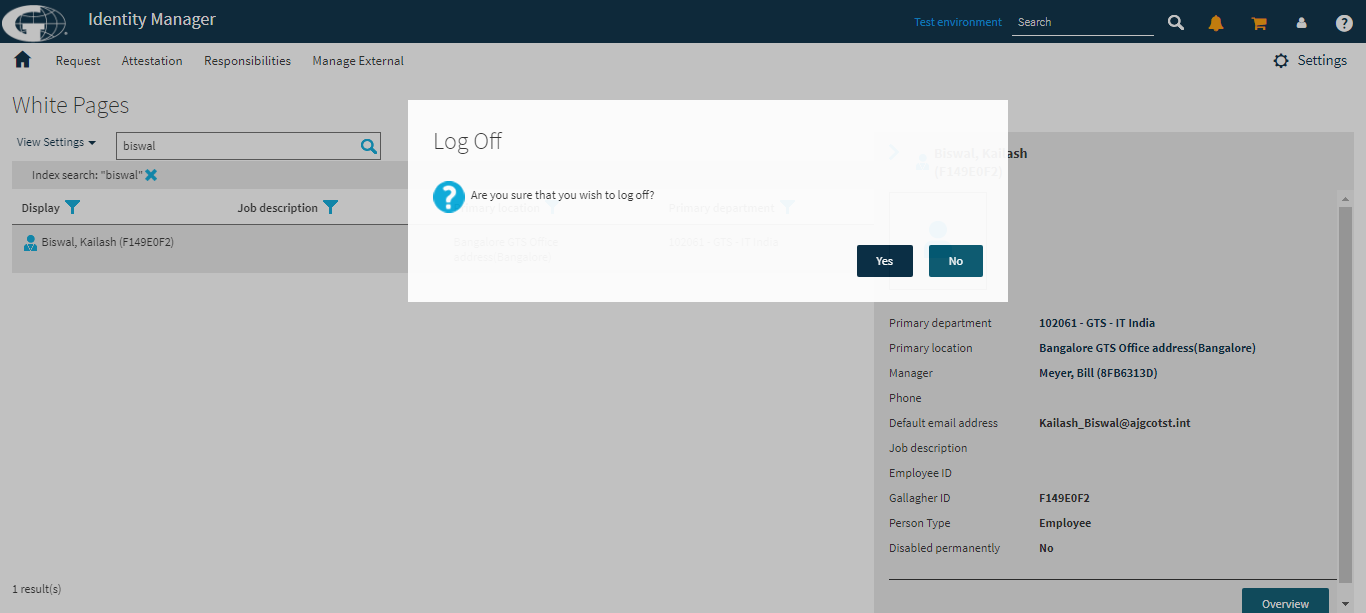 Identity Manager
Test environment
Search
Request
Attestation
Responsibilities
Manage External
Settings
White Pages
View Settings
biswal
Index search: "biswal"
Display
Job description
Primary location
Primary department
Biswal, Kailash (F149E0F2)
Bangalore GTS Office
address(Bangalore)
102061 - GTS - IT India
1 result(s)
Log Off
Are you sure that you wish to log off?
Yes
No
Biswal, Kailash
(F149E0F2)
Primary department 102061 - GTS - IT India
Primary location Bangalore GTS Office address(Bangalore)
Manager Meyer, Bill (8FB6313D)
Phone
Default email address Kailash_Biswal@ajgcotst.int
Job description
Employee ID
Gallagher ID F149E0F2
Person Type Employee
Disabled permanently No
Overview